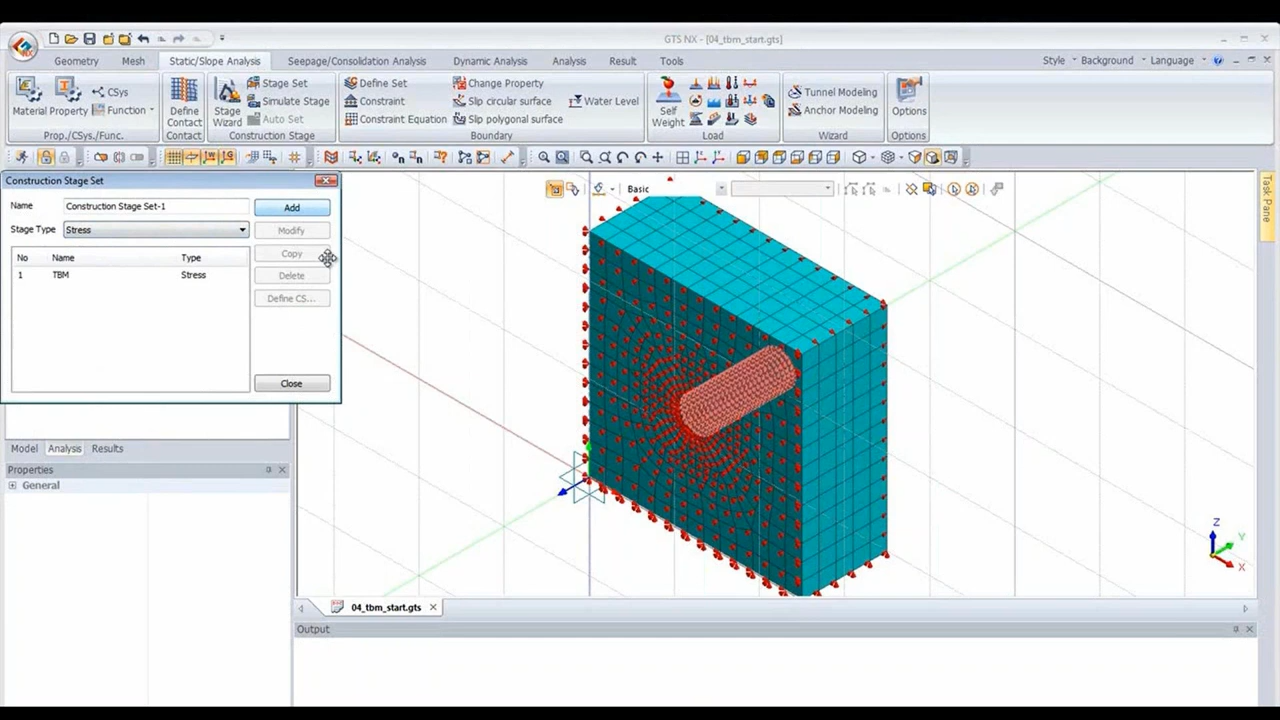 GTS NX - [04_tbm_start.gts]
Geometry Mesh Static/Slope Analysis Seepage/Consolidation Analysis Dynamic Analysis Analysis Result Tools Style Background Language
Material Property CSys Function
Prop./CSys./Func.
Define Contact
Contact
Stage Wizard Stage Set Simulate Stage Auto Set
Construction Stage
Define Set Constraint Constraint Equation Change Property Slip circular surface Slip polygonal surface Water Level
Boundary
Self Weight
Load
Tunnel Modeling Anchor Modeling
Wizard
Options
Options
Construction Stage Set
Name Construction Stage Set-1 Add
Stage Type Stress Modify
No Name Type Copy
1 TBM Stress Delete
Define CS...
Close
Basic
Task Pane
Model Analysis Results
Properties
General
Z
Y
X
04_tbm_start.gts
Output